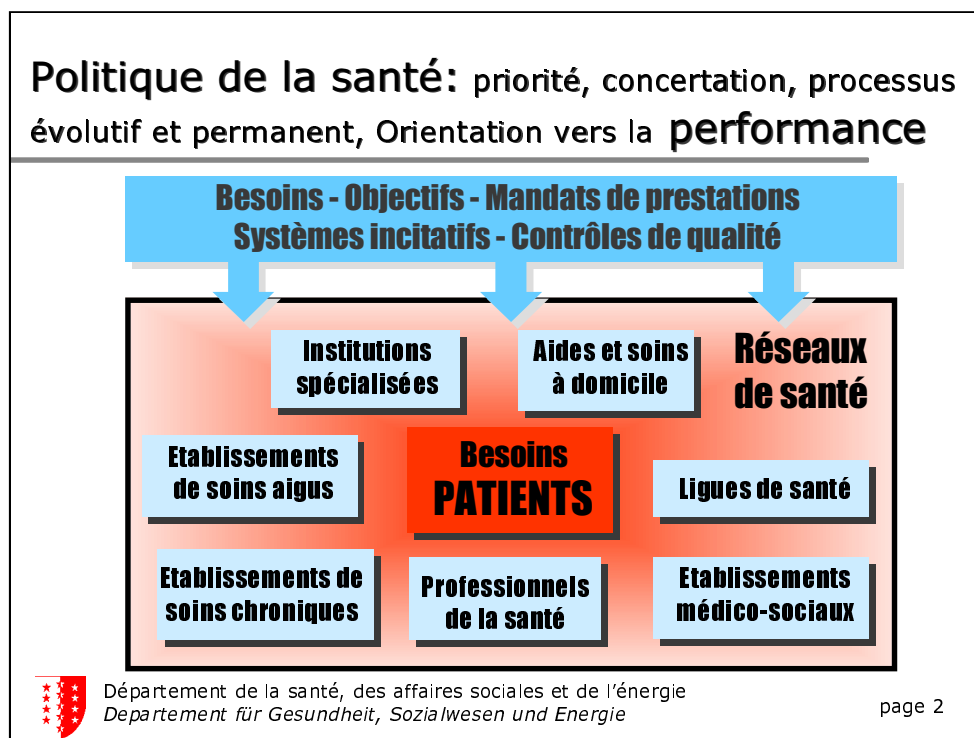 Politique de la santé: priorité, concertation, processus
évolutif et permanent, Orientation vers la performance
Besoins - Objectifs - Mandats de prestations
Systèmes incitatifs - Contrôles de qualité
Institutions
spécialisées
Aides et soins
à domicile
Réseaux
de santé
Etablissements
de soins aigus
Besoins
PATIENTS
Ligues de santé
Etablissements de
soins chroniques
Professionnels
de la santé
Etablissements
médico-sociaux
Département de la santé, des affaires sociales et de l'énergie
Departement für Gesundheit, Sozialwesen und Energie
page 2